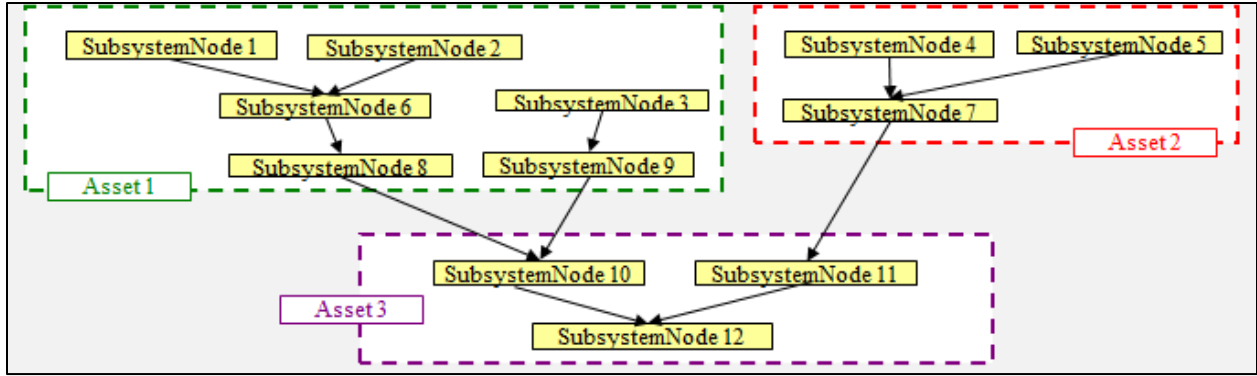 SubsystemNode 1
SubsystemNode 2
SubsystemNode 4
SubsystemNode 5
SubsystemNode 6
SubsystemNode 3
SubsystemNode 7
SubsystemNode 8
SubsystemNode 9
Asset 1
Asset 2
SubsystemNode 10
SubsystemNode 11
Asset 3
SubsystemNode 12